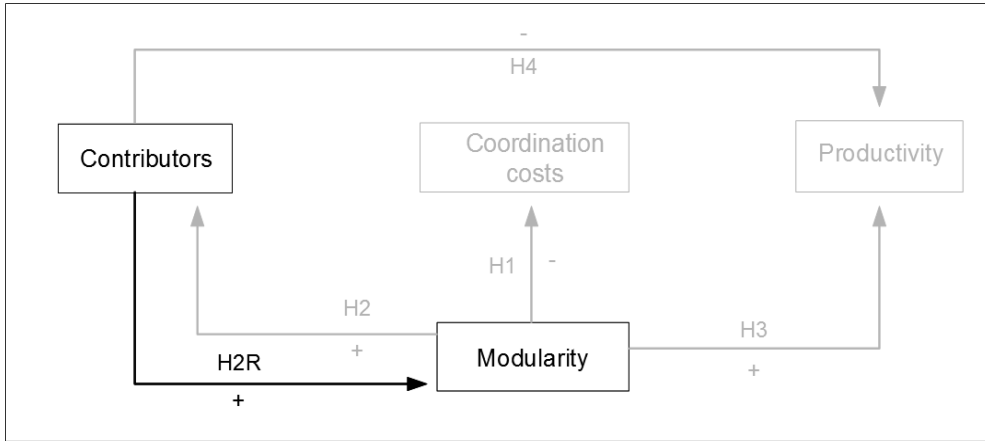 -
H4
Contributors
Coordination
costs
Productivity
H1
-
H2
+
H3
+
Modularity
H2R
+